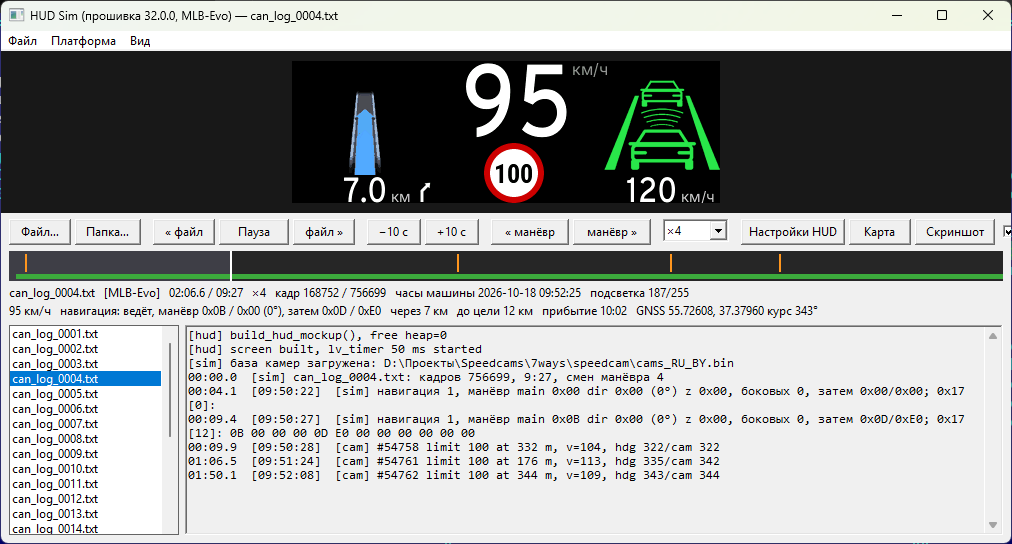 HUD Sim (прошивка 32.0.0, MLB-Evo) — can_log_0004.txt
Файл Платформа Вид
95 км/ч
100
7.0 км
120 км/ч
Файл... Папка... « файл Пауза файл » −10 с +10 с « манёвр манёвр » ×4 Настройки HUD Карта Скриншот
can_log_0004.txt [MLB-Evo] 02:06.6 / 09:27 ×4 кадр 168752 / 756699 часы машины 2026-10-18 09:52:25 подсветка 187/255
95 км/ч навигация: ведёт, манёвр 0x0B / 0x00 (0°), затем 0x0D / 0xE0 через 7 км до цели 12 км прибытие 10:02 GNSS 55.72608, 37.37960 курс 343°
can_log_0001.txt
can_log_0002.txt
can_log_0003.txt
can_log_0004.txt
can_log_0005.txt
can_log_0006.txt
can_log_0007.txt
can_log_0008.txt
can_log_0009.txt
can_log_0010.txt
can_log_0011.txt
can_log_0012.txt
can_log_0013.txt
can_log_0014.txt
[hud] build_hud_mockup(), free heap=0
[hud] screen built, lv_timer 50 ms started
[sim] база камер загружена: D:\Проекты\Speedcams\7ways\speedcam\cams_RU_BY.bin
00:00.0 [sim] can_log_0004.txt: кадров 756699, 9:27, смен манёвра 4
00:04.1 [09:50:22] [sim] навигация 1, манёвр main 0x00 dir 0x00 (0°) z 0x00, боковых 0, затем 0x00/0x00; 0x17
[0]:
00:09.4 [09:50:27] [sim] навигация 1, манёвр main 0x0B dir 0x00 (0°) z 0x00, боковых 0, затем 0x0D/0xE0; 0x17
[12]: 0B 00 00 00 0D E0 00 00 00 00 00 00
00:09.9 [09:50:28] [cam] #54758 limit 100 at 332 m, v=104, hdg 322/cam 322
01:06.5 [09:51:24] [cam] #54761 limit 100 at 176 m, v=113, hdg 335/cam 342
01:50.1 [09:52:08] [cam] #54762 limit 100 at 344 m, v=109, hdg 343/cam 344